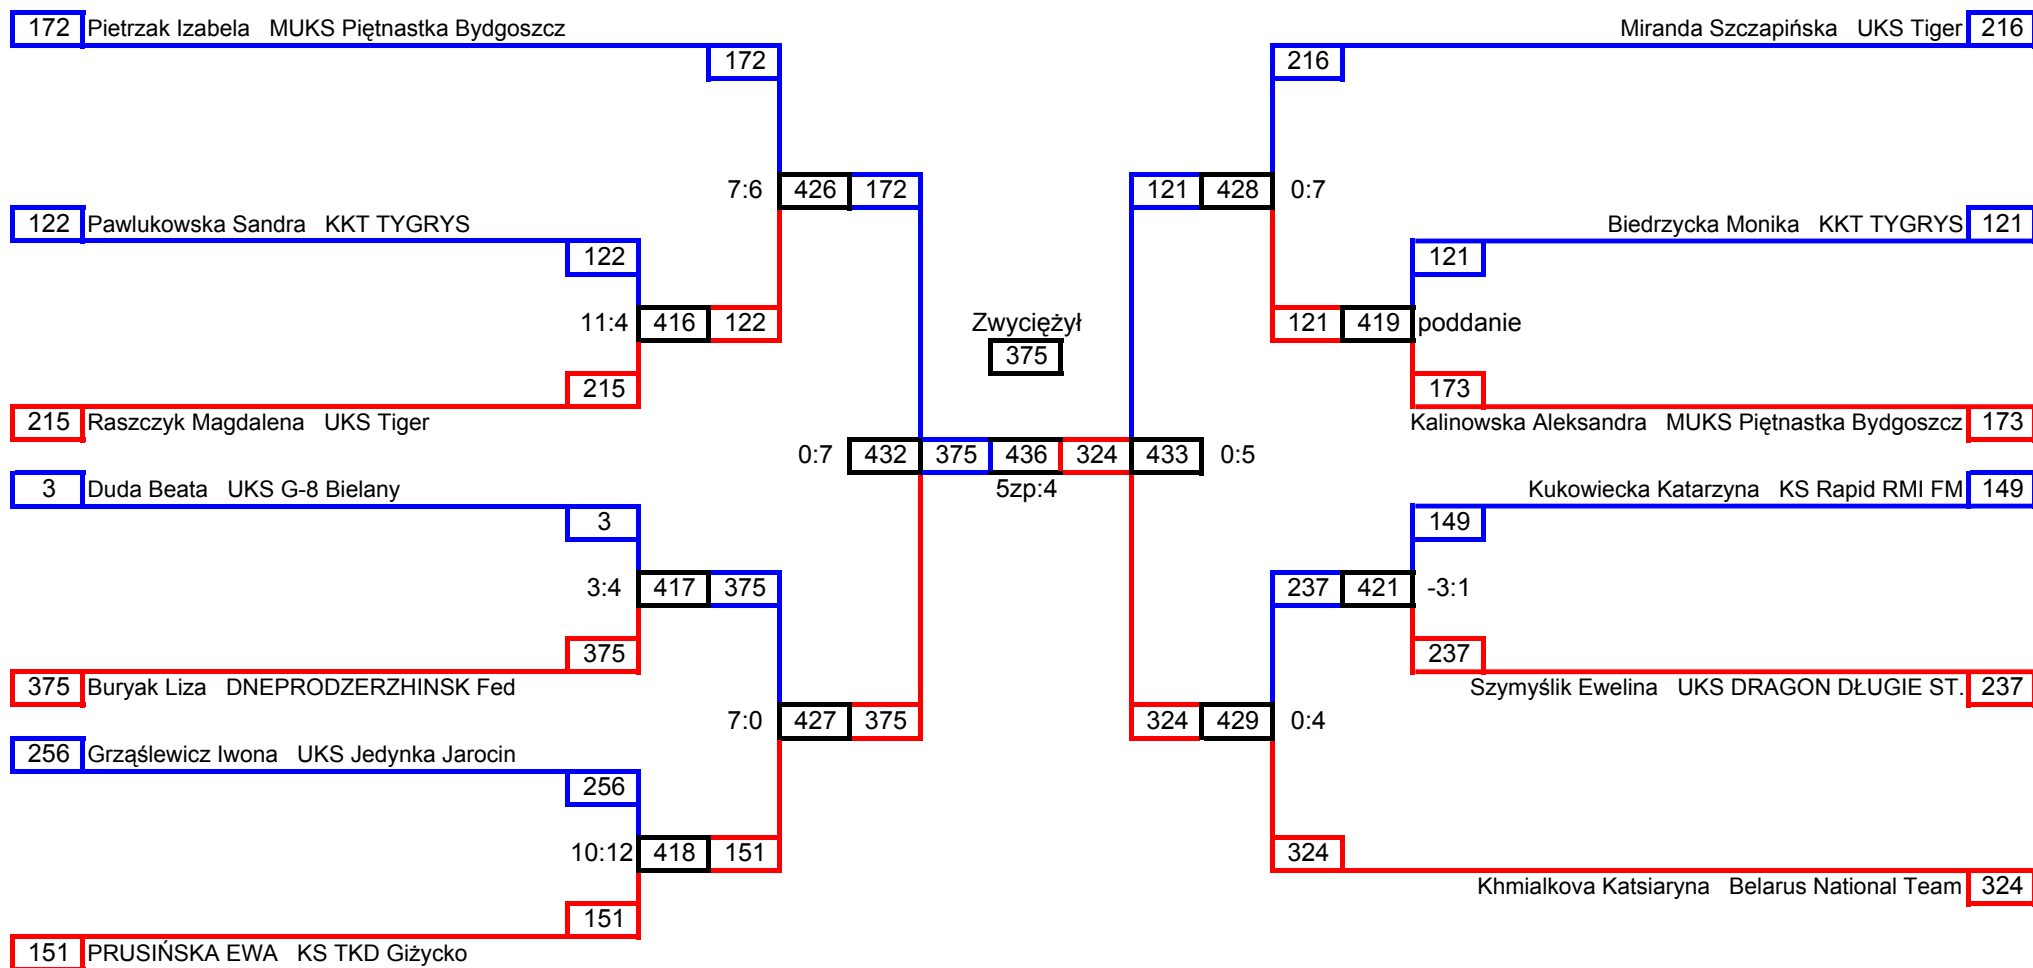 172 Pietrzak Izabela MUKS Piętnastka Bydgoszcz
Miranda Szczapińska UKS Tiger 216
172
216
7:6 426 172
121 428 0:7
122 Pawlukowska Sandra KKT TYGRYS
Biedrzycka Monika KKT TYGRYS 121
122
121
11:4 416 122
Zwyciężył
121 419 poddanie
375
215
173
215 Raszczyk Magdalena UKS Tiger
Kalinowska Aleksandra MUKS Piętnastka Bydgoszcz 173
0:7 432 375 436 324 433 0:5
5zp:4
3 Duda Beata UKS G-8 Bielany
Kukowiecka Katarzyna KS Rapid RMI FM 149
3
149
3:4 417 375
237 421 -3:1
375
237
375 Buryak Liza DNEPRODZERZHINSK Fed
Szymyślik Ewelina UKS DRAGON DŁUGIE ST. 237
7:0 427 375
324 429 0:4
256 Grząślewicz Iwona UKS Jedynka Jarocin
256
10:12 418 151
324
Khmialkova Katsiaryna Belarus National Team 324
151
151 PRUSIŃSKA EWA KS TKD Giżycko